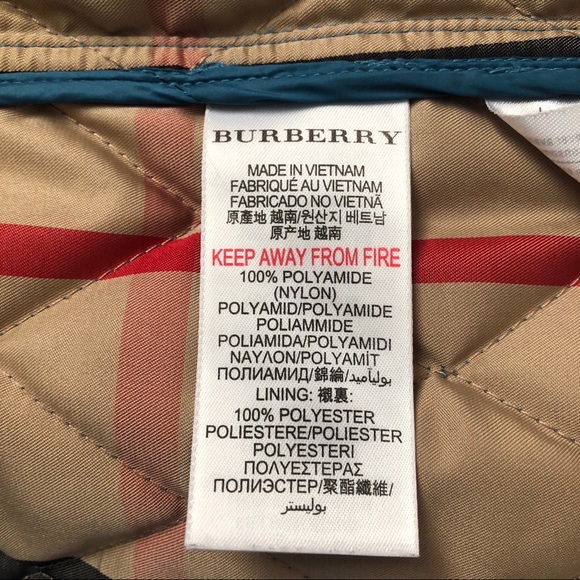 BURBERRY
MADE IN VIETNAM
FABRIQUÉ AU VIETNAM
FABRICADO NO VIETNÃ
原產地 越南/원산지 베트남
原产地 越南
KEEP AWAY FROM FIRE
100% POLYAMIDE
(NYLON)
POLYAMID/POLYAMIDE
POLIAMMIDE
POLIAMIDA/POLYAMIDI
ΝΑΥΛΟΝ/POLYAMİT
ПОЛИАМИД/錦綸/بوليآميد
LINING: 襯裏:
100% POLYESTER
POLIESTERE/POLIESTER
POLYESTERI
ΠΟΛΥΕΣΤΕΡΑΣ
ПОЛИЭСТЕР/聚酯纖維/
بوليستر